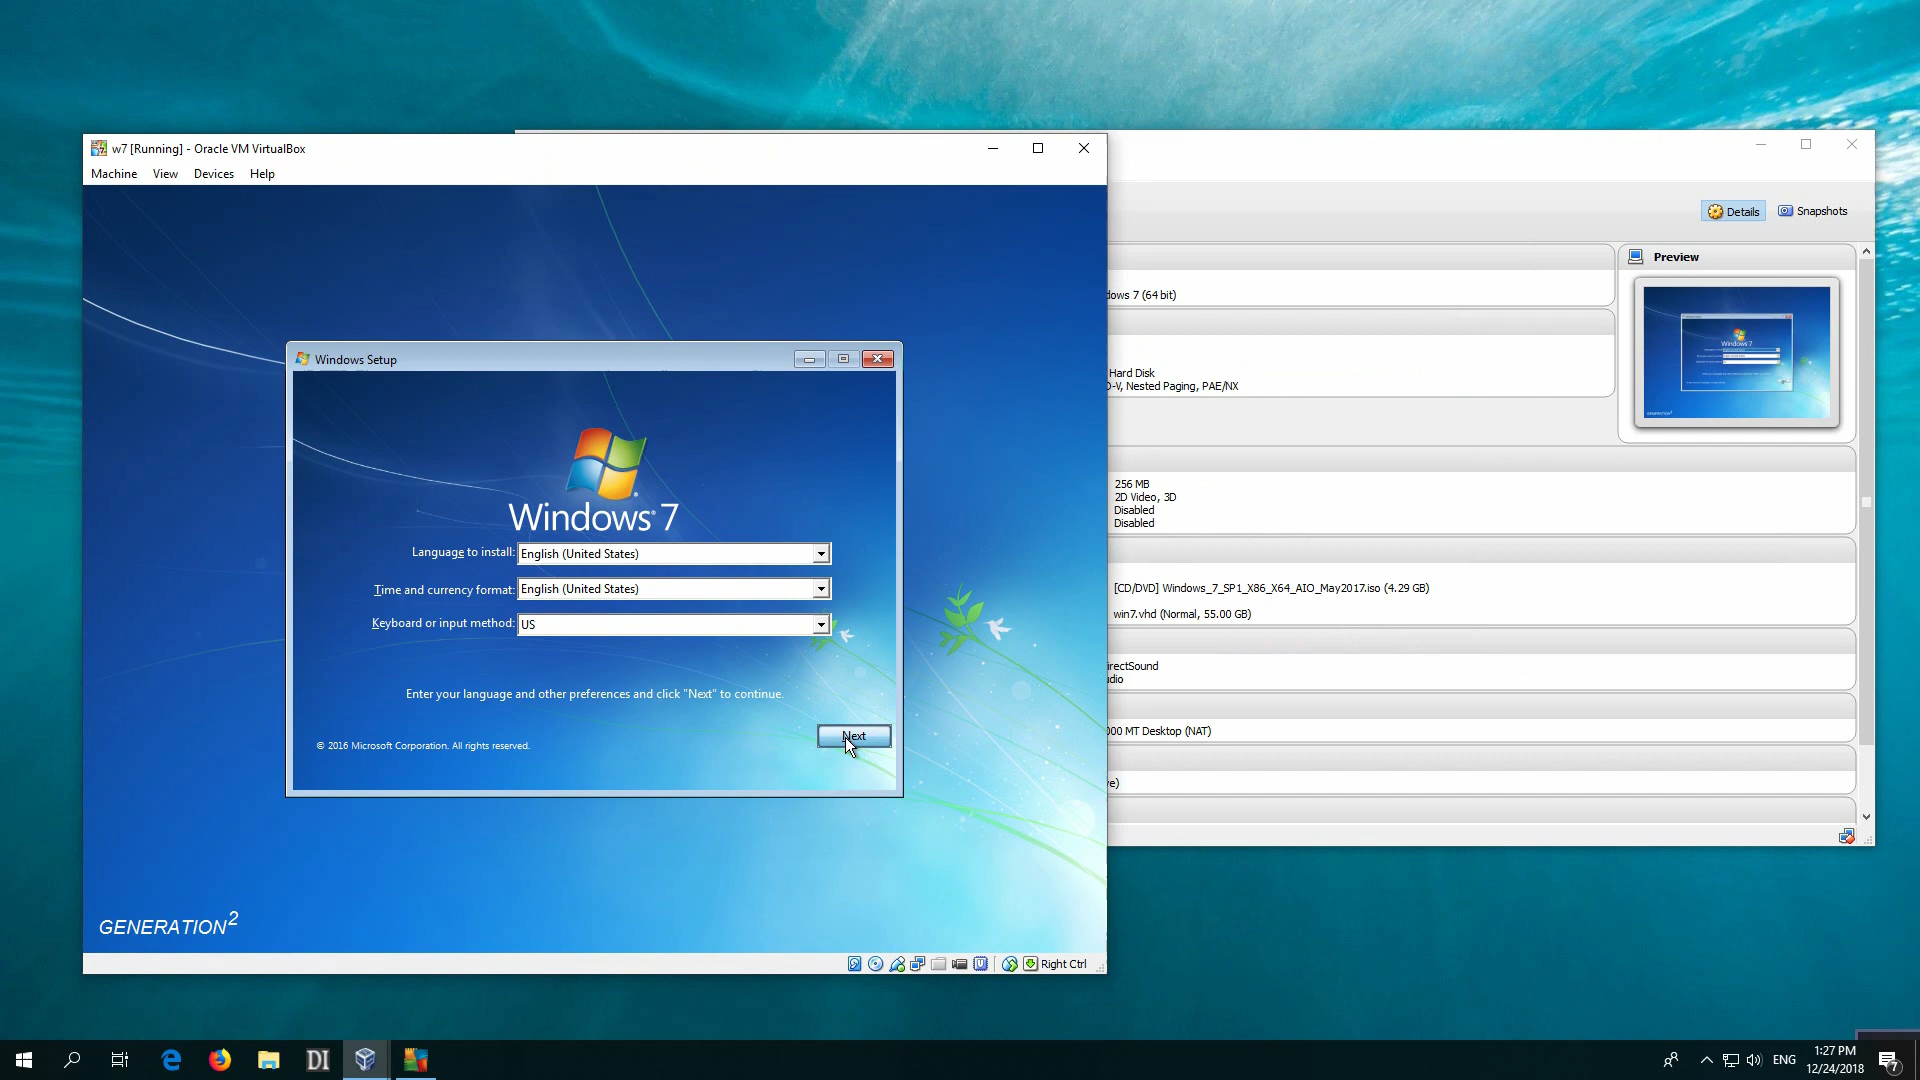 w7 [Running] - Oracle VM VirtualBox
Machine View Devices Help
Windows Setup
Windows 7
Language to install: English (United States)
Time and currency format: English (United States)
Keyboard or input method: US
Enter your language and other preferences and click "Next" to continue.
Next
© 2016 Microsoft Corporation. All rights reserved.
GENERATION2
Right Ctrl
Details Snapshots
Preview
dows 7 (64 bit)
Hard Disk
D-V, Nested Paging, PAE/NX
256 MB
2D Video, 3D
Disabled
Disabled
[CD/DVD] Windows_7_SP1_X86_X64_AIO_May2017.iso (4.29 GB)
win7.vhd (Normal, 55.00 GB)
irectSound
udio
000 MT Desktop (NAT)
ve)
DI
ENG
1:27 PM
12/24/2018
7